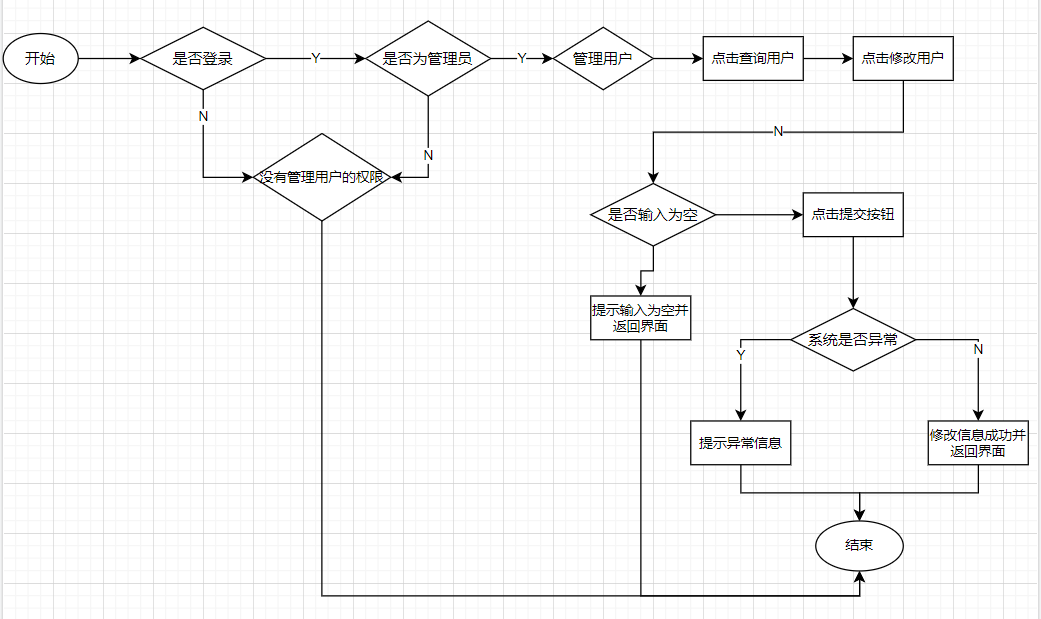 开始
是否登录
Y
是否为管理员
Y
管理用户
点击查询用户
点击修改用户
N
N
N
没有管理用户的权限
是否输入为空
点击提交按钮
提示输入为空并
返回界面
系统是否异常
Y
N
提示异常信息
修改信息成功并
返回界面
结束